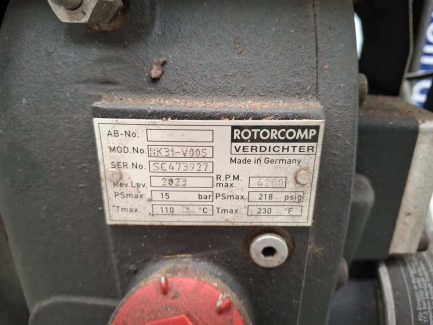 AB-No.
ROTORCOMP
VERDICHTER
Made in Germany
MOD.No. NK31-V005
SER.No. SE473927
Rev.Lev. 2023 R.P.M. max. 4200
PSmax. 15 bar PSmax. 218 psig
Tmax. 110 °C Tmax. 230 °F